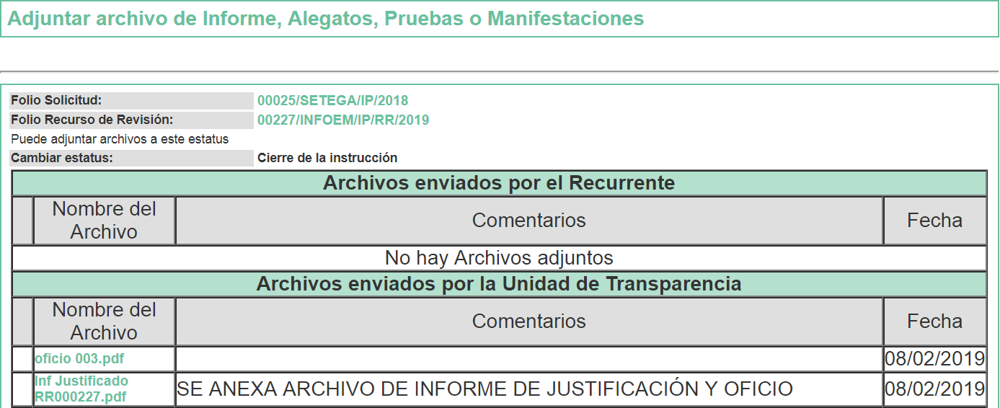 Adjuntar archivo de Informe, Alegatos, Pruebas o Manifestaciones
Folio Solicitud: 00025/SETEGA/IP/2018
Folio Recurso de Revisión: 00227/INFOEM/IP/RR/2019
Puede adjuntar archivos a este estatus
Cambiar estatus: Cierre de la instrucción
Archivos enviados por el Recurrente
Nombre del
Archivo
Comentarios
Fecha
No hay Archivos adjuntos
Archivos enviados por la Unidad de Transparencia
Nombre del
Archivo
Comentarios
Fecha
oficio 003.pdf 08/02/2019
Inf Justificado
RR000227.pdf
SE ANEXA ARCHIVO DE INFORME DE JUSTIFICACIÓN Y OFICIO 08/02/2019